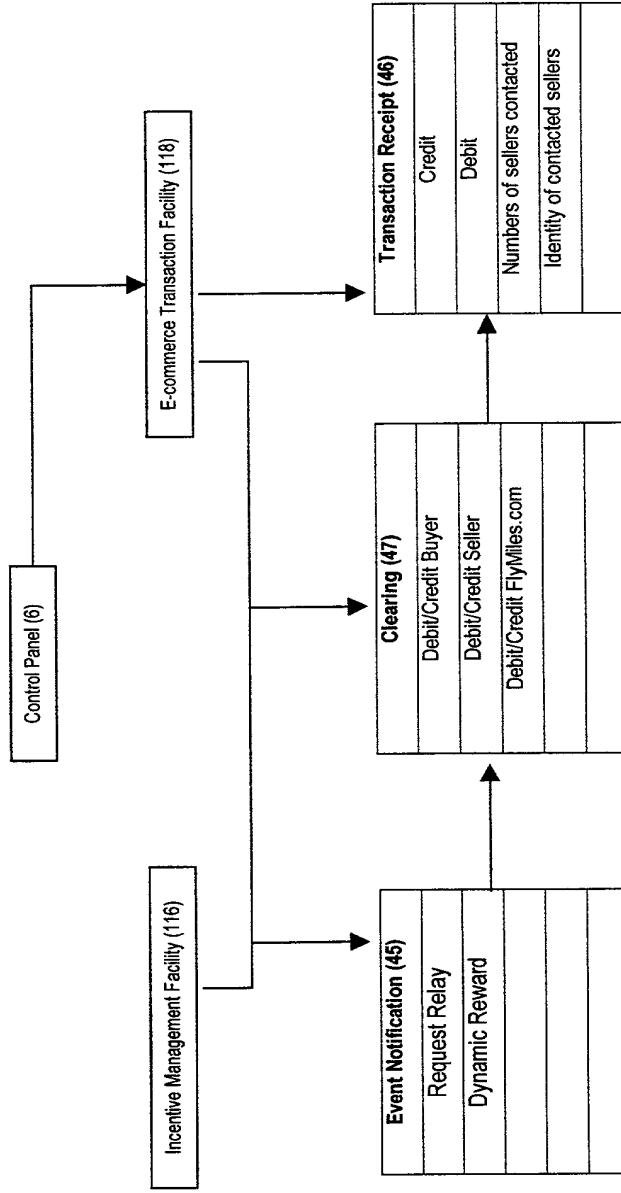 Control Panel (6)
Incentive Management Facility (116)
E-commerce Transaction Facility (118)
Event Notification (45)
Request Relay
Dynamic Reward
Clearing (47)
Debit/Credit Buyer
Debit/Credit Seller
Debit/Credit FlyMiles.com
Transaction Receipt (46)
Credit
Debit
Numbers of sellers contacted
Identity of contacted sellers